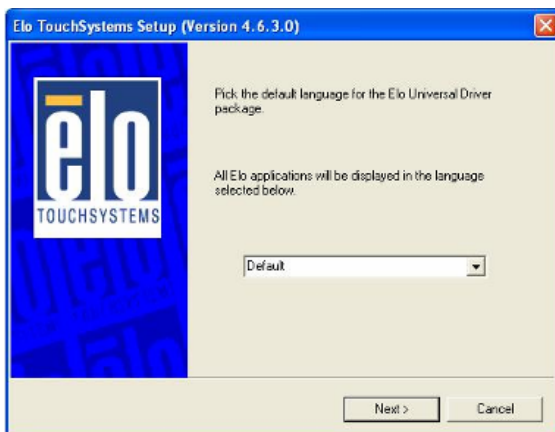 Elo TouchSystems Setup (Version 4.6.3.0)
elo
TOUCHSYSTEMS
Pick the default language for the Elo Universal Driver
package.
All Elo applications will be displayed in the language
selected below.
Default
Next >
Cancel